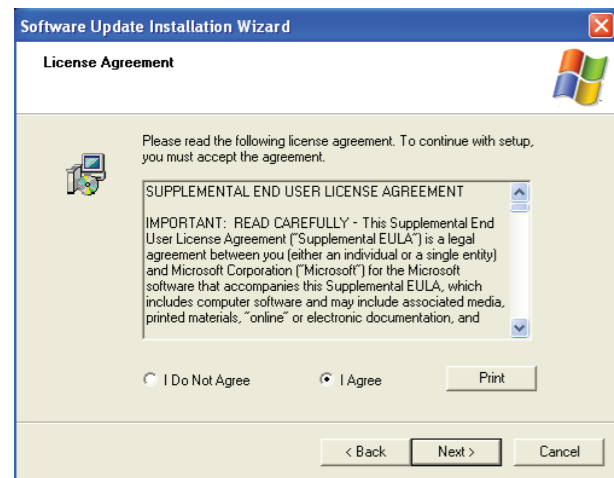 Software Update Installation Wizard
License Agreement
Please read the following license agreement. To continue with setup,
you must accept the agreement.
SUPPLEMENTAL END USER LICENSE AGREEMENT
IMPORTANT: READ CAREFULLY - This Supplemental End
User License Agreement ("Supplemental EULA") is a legal
agreement between you (either an individual or a single entity)
and Microsoft Corporation ("Microsoft") for the Microsoft
software that accompanies this Supplemental EULA, which
includes computer software and may include associated media,
printed materials, "online" or electronic documentation, and
I Do Not Agree
I Agree
Print
< Back
Next >
Cancel